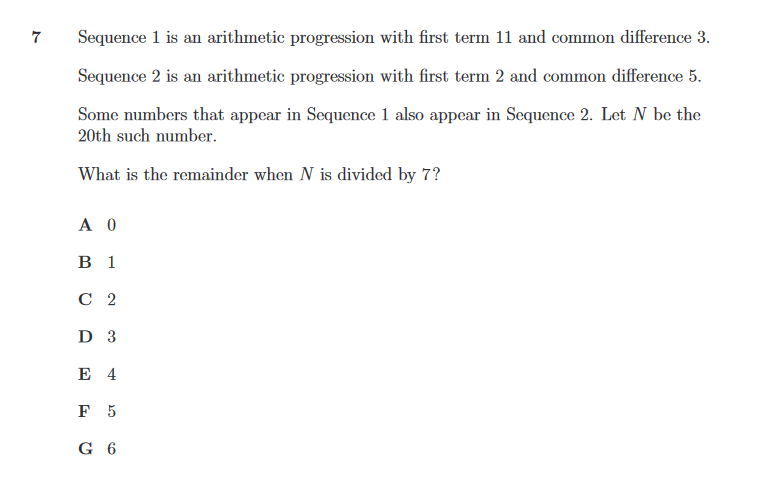 7 Sequence 1 is an arithmetic progression with first term 11 and common difference 3.
Sequence 2 is an arithmetic progression with first term 2 and common difference 5.
Some numbers that appear in Sequence 1 also appear in Sequence 2. Let N be the
20th such number.
What is the remainder when N is divided by 7?
A 0
B 1
C 2
D 3
E 4
F 5
G 6